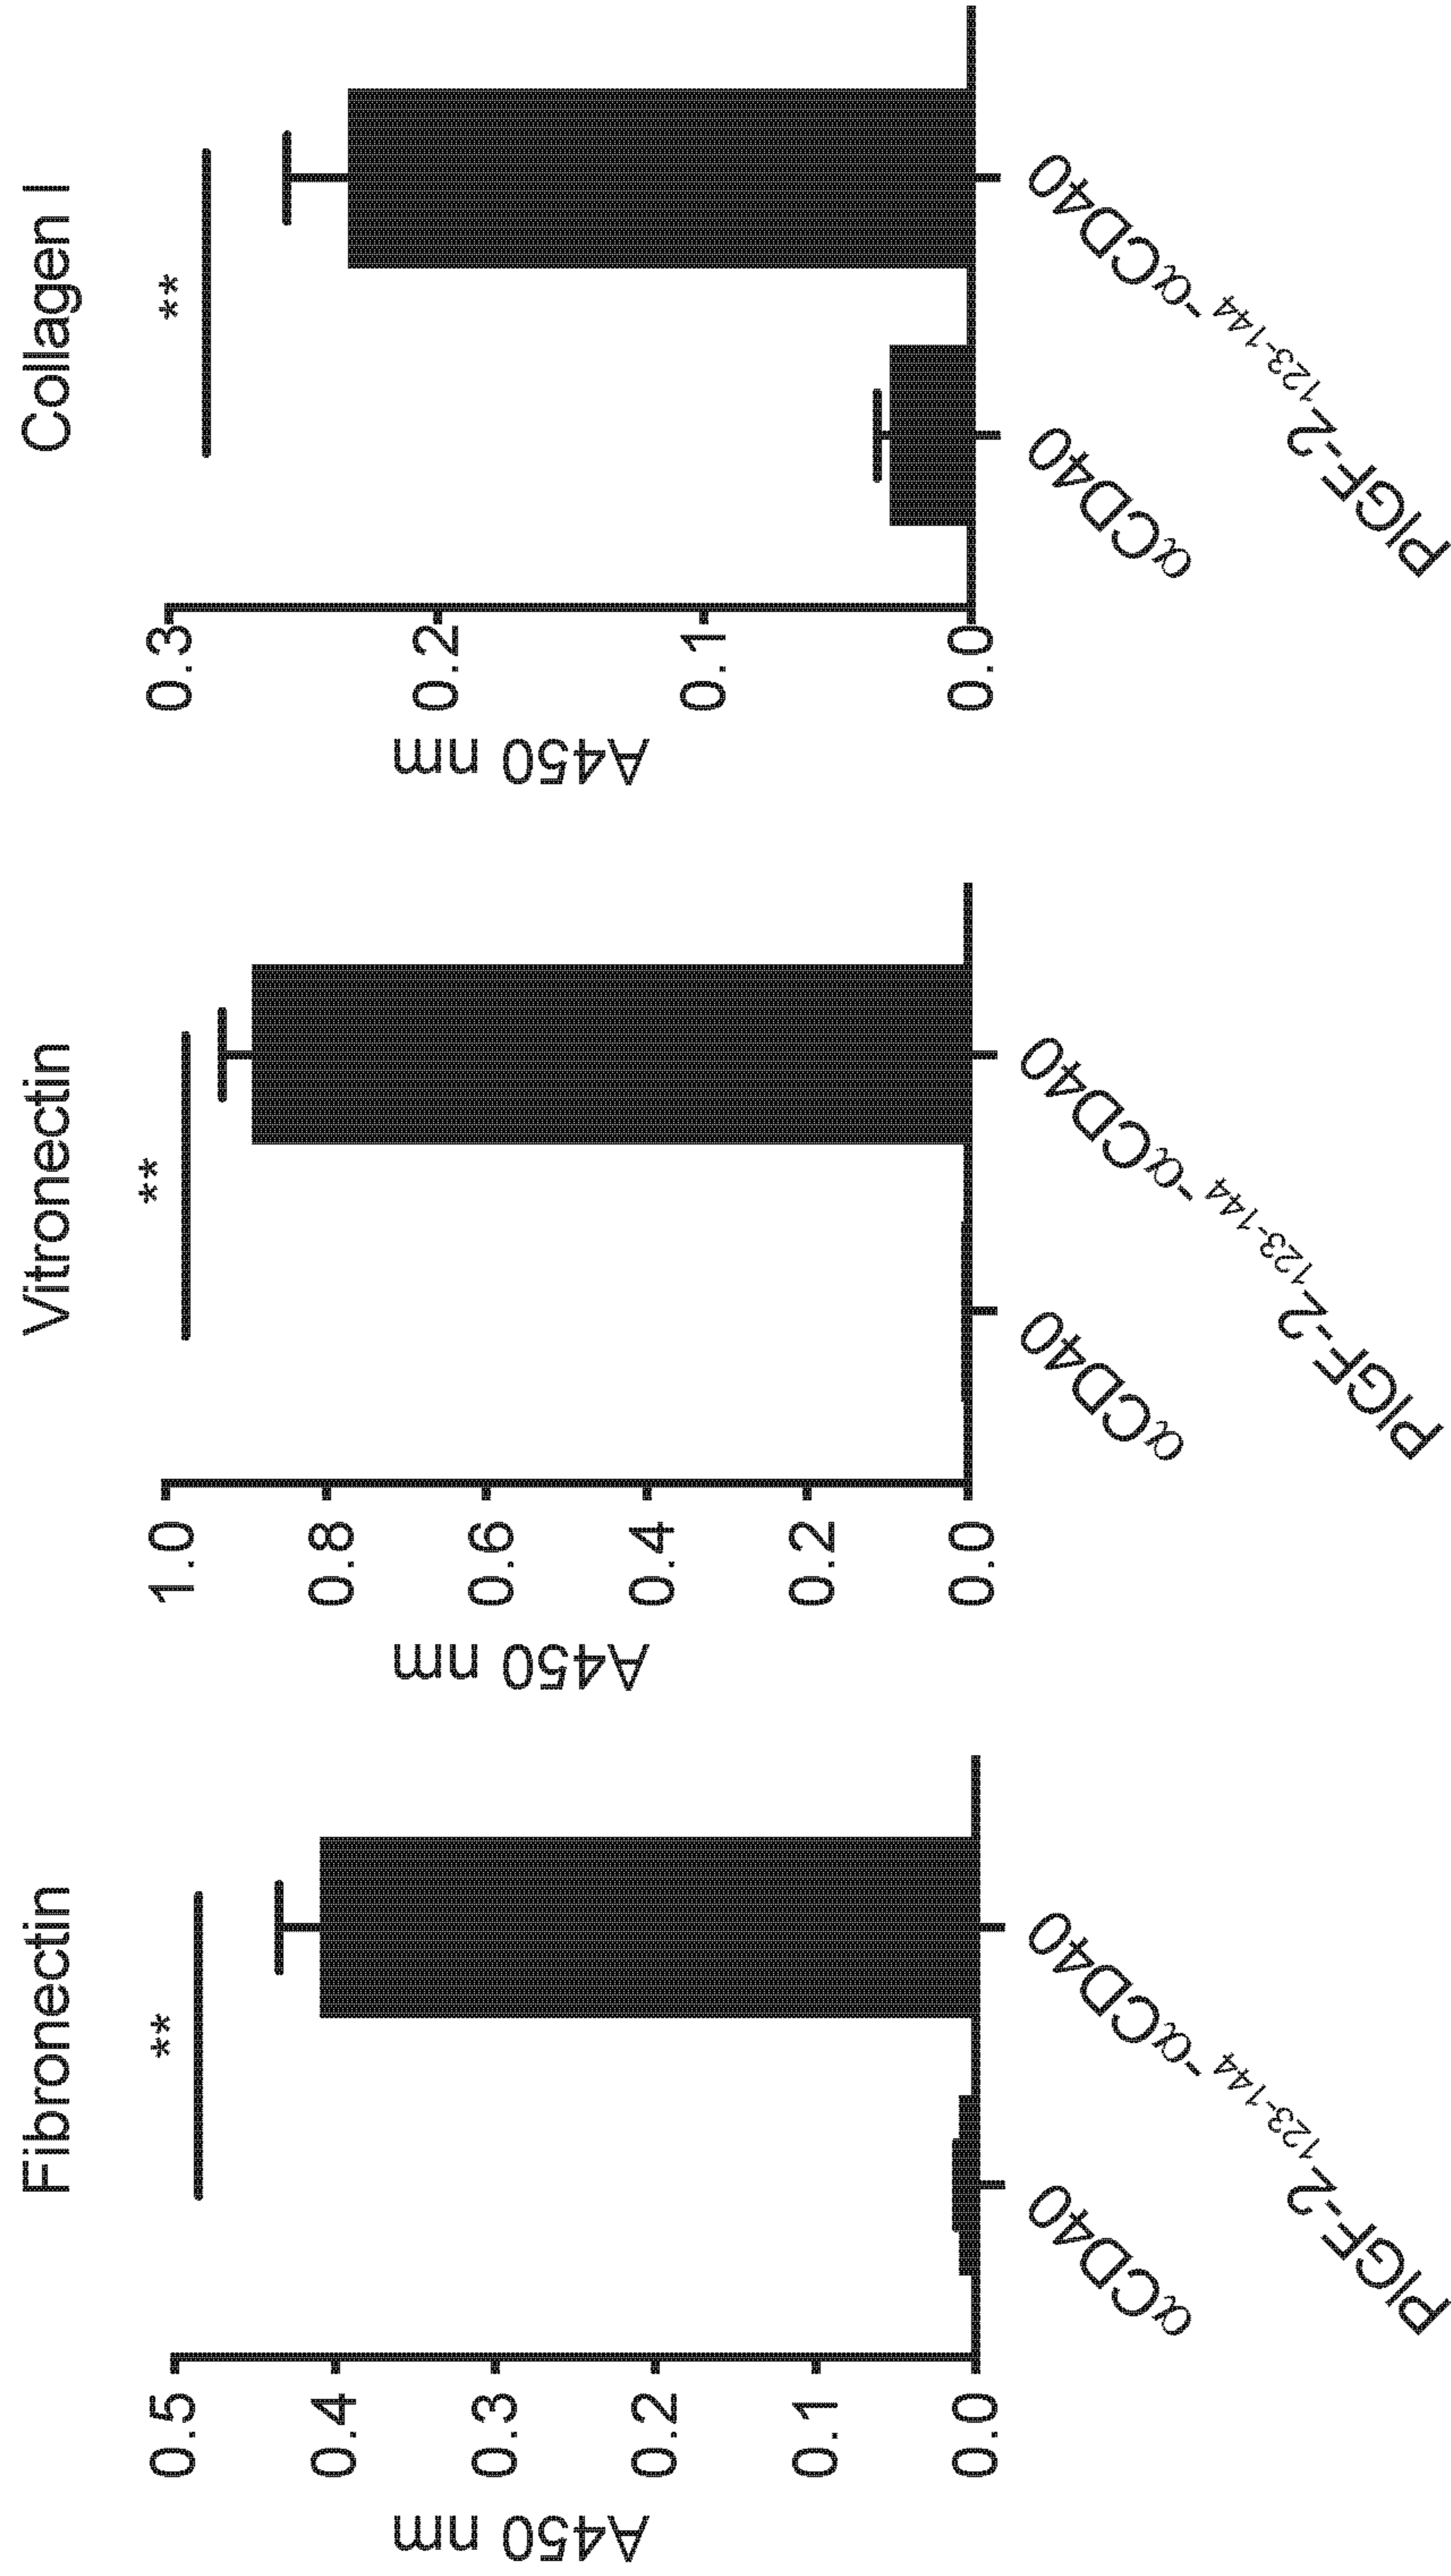 Fibronectin
**
A450 nm
0.5
0.4
0.3
0.2
0.1
0.0
αCD40
PlGF-2₁₂₃₋₁₄₄-αCD40
Vitronectin
**
A450 nm
1.0
0.8
0.6
0.4
0.2
0.0
αCD40
PlGF-2₁₂₃₋₁₄₄-αCD40
Collagen I
**
A450 nm
0.3
0.2
0.1
0.0
αCD40
PlGF-2₁₂₃₋₁₄₄-αCD40